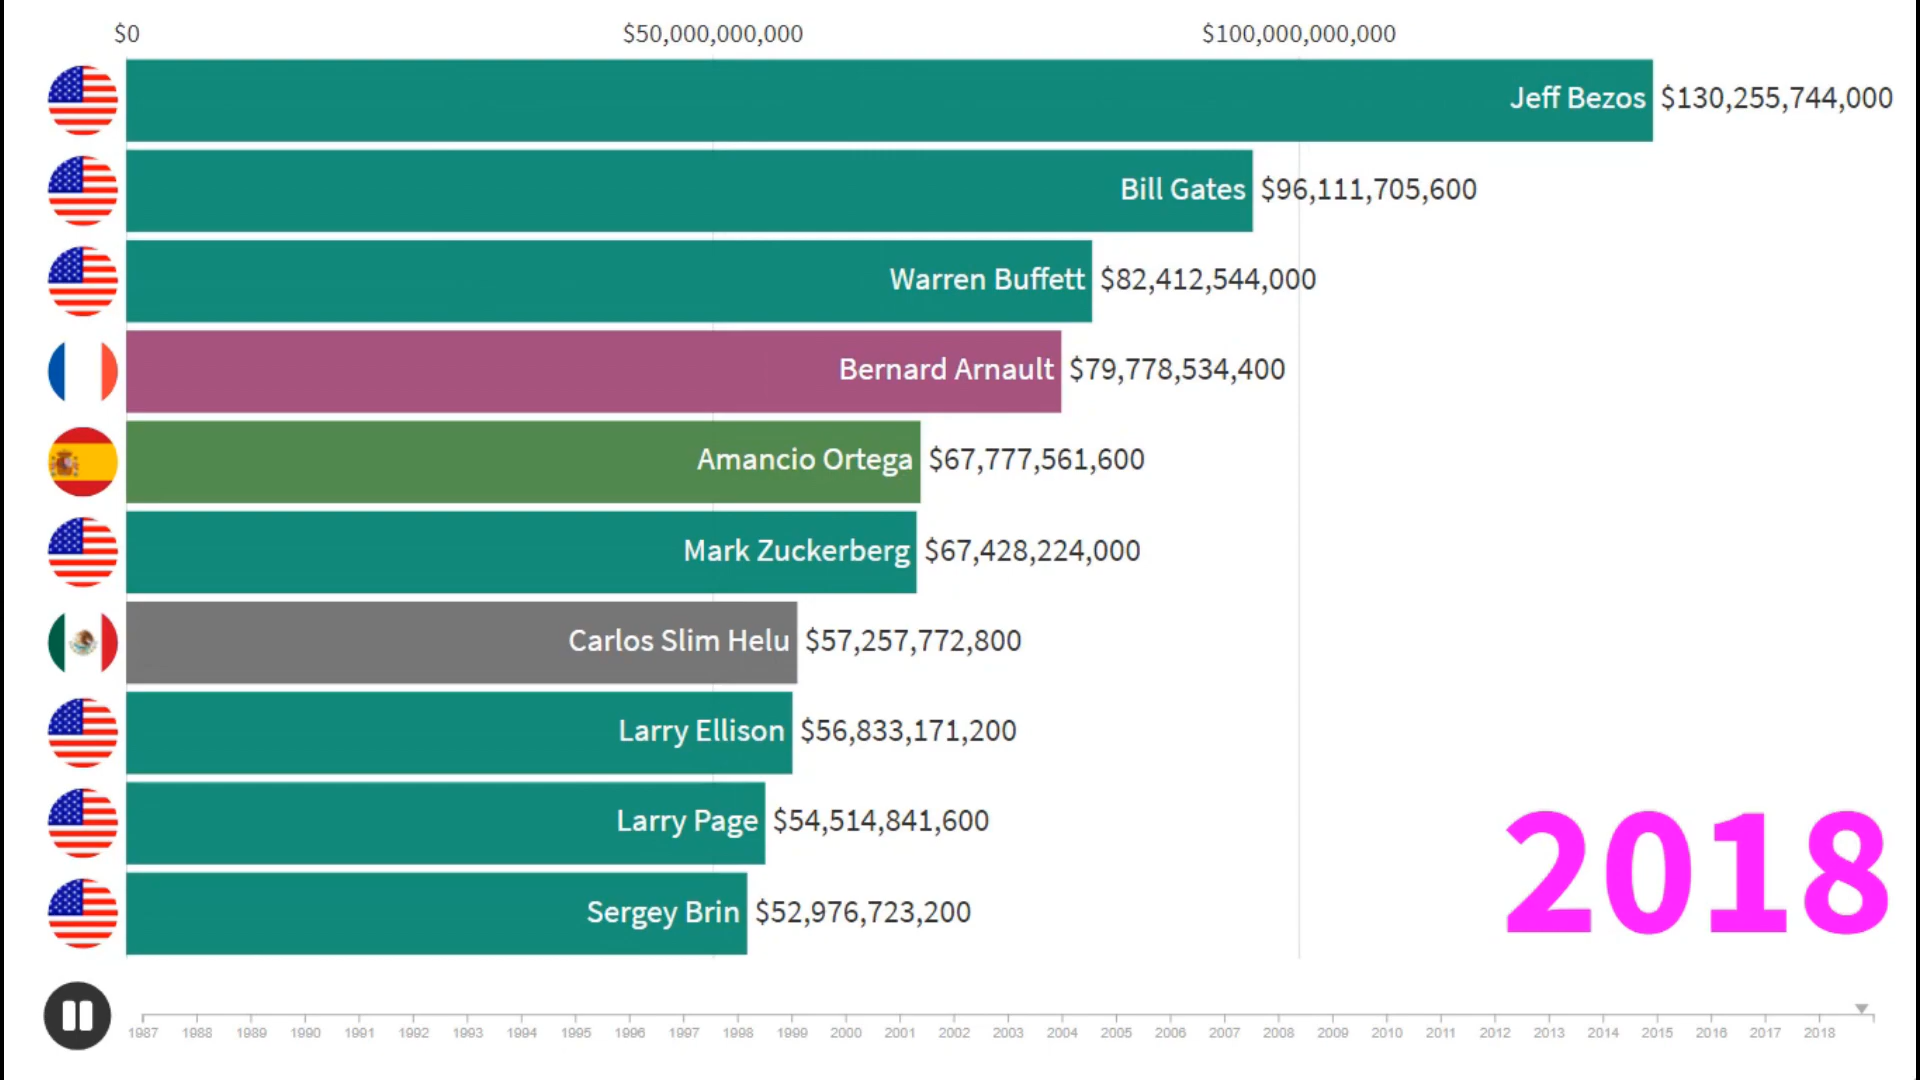 $0 $50,000,000,000 $100,000,000,000
Jeff Bezos $130,255,744,000
Bill Gates $96,111,705,600
Warren Buffett $82,412,544,000
Bernard Arnault $79,778,534,400
Amancio Ortega $67,777,561,600
Mark Zuckerberg $67,428,224,000
Carlos Slim Helu $57,257,772,800
Larry Ellison $56,833,171,200
Larry Page $54,514,841,600
Sergey Brin $52,976,723,200
2018
1987 1988 1989 1990 1991 1992 1993 1994 1995 1996 1997 1998 1999 2000 2001 2002 2003 2004 2005 2006 2007 2008 2009 2010 2011 2012 2013 2014 2015 2016 2017 2018